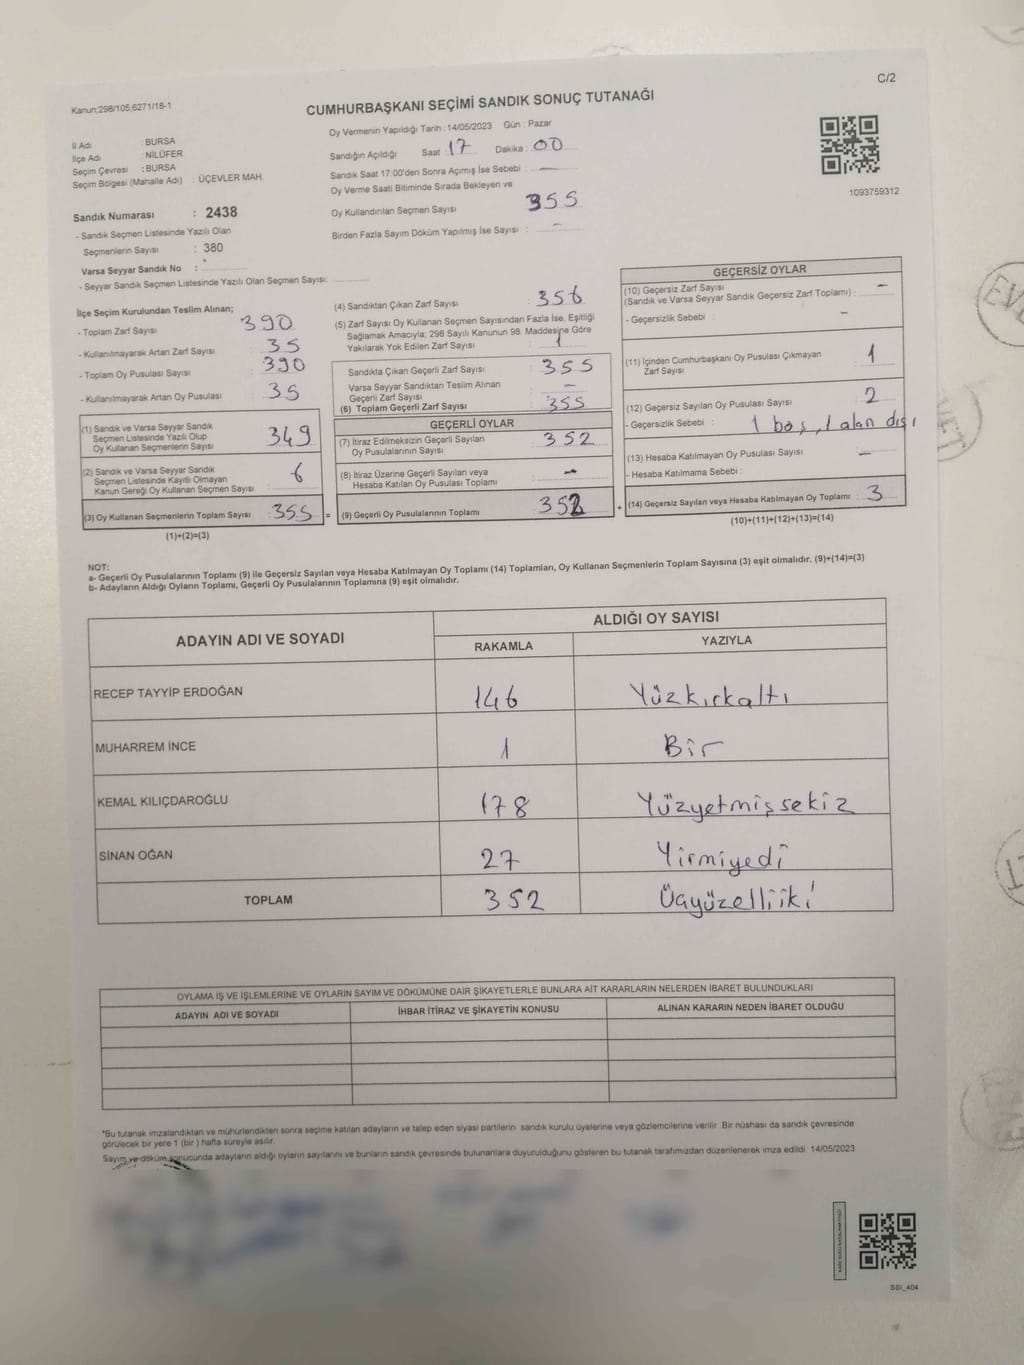 C/2
Kanun:298/105;6271/18-1
CUMHURBAŞKANI SEÇİMİ SANDIK SONUÇ TUTANAĞI
İl Adı : BURSA
İlçe Adı : NİLÜFER
Seçim Çevresi : BURSA
Seçim Bölgesi (Mahalle Adı) : ÜÇEVLER MAH.
Oy Vermenin Yapıldığı Tarih : 14/05/2023 Gün : Pazar
Sandığın Açıldığı Saat : 17 Dakika : 00
Sandık Saat 17:00'den Sonra Açılmış İse Sebebi : —
Oy Verme Saati Bitiminde Sırada Bekleyen ve
Oy Kullandırılan Seçmen Sayısı 355
Birden Fazla Sayım Döküm Yapılmış İse Sayısı : –
1093759312
Sandık Numarası : 2438
- Sandık Seçmen Listesinde Yazılı Olan
Seçmenlerin Sayısı : 380
Varsa Seyyar Sandık No :
- Seyyar Sandık Seçmen Listesinde Yazılı Olan Seçmen Sayısı:
İlçe Seçim Kurulundan Teslim Alınan;
- Toplam Zarf Sayısı 390
- Kullanılmayarak Artan Zarf Sayısı 35
- Toplam Oy Pusulası Sayısı 390
- Kullanılmayarak Artan Oy Pusulası 35
(1) Sandık ve Varsa Seyyar Sandık
Seçmen Listesinde Yazılı Olup
Oy Kullanan Seçmenlerin Sayısı 349
(2) Sandık ve Varsa Seyyar Sandık
Seçmen Listesinde Kayıtlı Olmayan
Kanun Gereği Oy Kullanan Seçmen Sayısı 6
(3) Oy Kullanan Seçmenlerin Toplam Sayısı 355 =
(1)+(2)=(3)
(4) Sandıktan Çıkan Zarf Sayısı : 356
(5) Zarf Sayısı Oy Kullanan Seçmen Sayısından Fazla İse, Eşitliği
Sağlamak Amacıyla; 298 Sayılı Kanunun 98. Maddesine Göre
Yakılarak Yok Edilen Zarf Sayısı : 1
Sandıkta Çıkan Geçerli Zarf Sayısı : 355
Varsa Seyyar Sandıktan Teslim Alınan
Geçerli Zarf Sayısı : –
(6) Toplam Geçerli Zarf Sayısı : 355
GEÇERLİ OYLAR
(7) İtiraz Edilmeksizin Geçerli Sayılan
Oy Pusulalarının Sayısı : 352
(8) İtiraz Üzerine Geçerli Sayılan veya
Hesaba Katılan Oy Pusulası Toplamı –
(9) Geçerli Oy Pusulalarının Toplamı : 352 +
GEÇERSİZ OYLAR
(10) Geçersiz Zarf Sayısı
(Sandık ve Varsa Seyyar Sandık Geçersiz Zarf Toplamı) : –
- Geçersizlik Sebebi : –
(11) İçinden Cumhurbaşkanı Oy Pusulası Çıkmayan
Zarf Sayısı : 1
(12) Geçersiz Sayılan Oy Pusulası Sayısı : 2
- Geçersizlik Sebebi : 1 boş, 1 alan dışı
(13) Hesaba Katılmayan Oy Pusulası Sayısı : –
- Hesaba Katılmama Sebebi :
(14) Geçersiz Sayılan veya Hesaba Katılmayan Oy Toplamı : 3
(10)+(11)+(12)+(13)=(14)
NOT:
a- Geçerli Oy Pusulalarının Toplamı (9) ile Geçersiz Sayılan veya Hesaba Katılmayan Oy Toplamı (14) Toplamları, Oy Kullanan Seçmenlerin Toplam Sayısına (3) eşit olmalıdır. (9)+(14)=(3)
b- Adayların Aldığı Oyların Toplamı, Geçerli Oy Pusulalarının Toplamına (9) eşit olmalıdır.
ADAYIN ADI VE SOYADI ALDIĞI OY SAYISI
RAKAMLA YAZIYLA
RECEP TAYYİP ERDOĞAN 146 Yüzkırkaltı
MUHARREM İNCE 1 Bir
KEMAL KILIÇDAROĞLU 178 Yüzyetmişsekiz
SİNAN OĞAN 27 Yirmiyedi
TOPLAM 352 Üçyüzelliiki
OYLAMA İŞ VE İŞLEMLERİNE VE OYLARIN SAYIM VE DÖKÜMÜNE DAİR ŞİKAYETLERLE BUNLARA AİT KARARLARIN NELERDEN İBARET BULUNDUKLARI
ADAYIN ADI VE SOYADI İHBAR İTİRAZ VE ŞİKAYETİN KONUSU ALINAN KARARIN NEDEN İBARET OLDUĞU
*Bu tutanak imzalandıktan ve mühürlendikten sonra seçime katılan adayların ve talep eden siyasi partilerin sandık kurulu üyelerine veya gözlemcilerine verilir. Bir nüshası da sandık çevresinde
görülecek bir yere 1 (bir) hafta süreyle asılır.
Sayım ve döküm sonucunda adayların aldığı oyların sayılarını ve bunların sandık çevresinde bulunanlara duyurulduğunu gösteren bu tutanak tarafımızdan düzenlenerek imza edildi. 14/05/2023
SSI_404